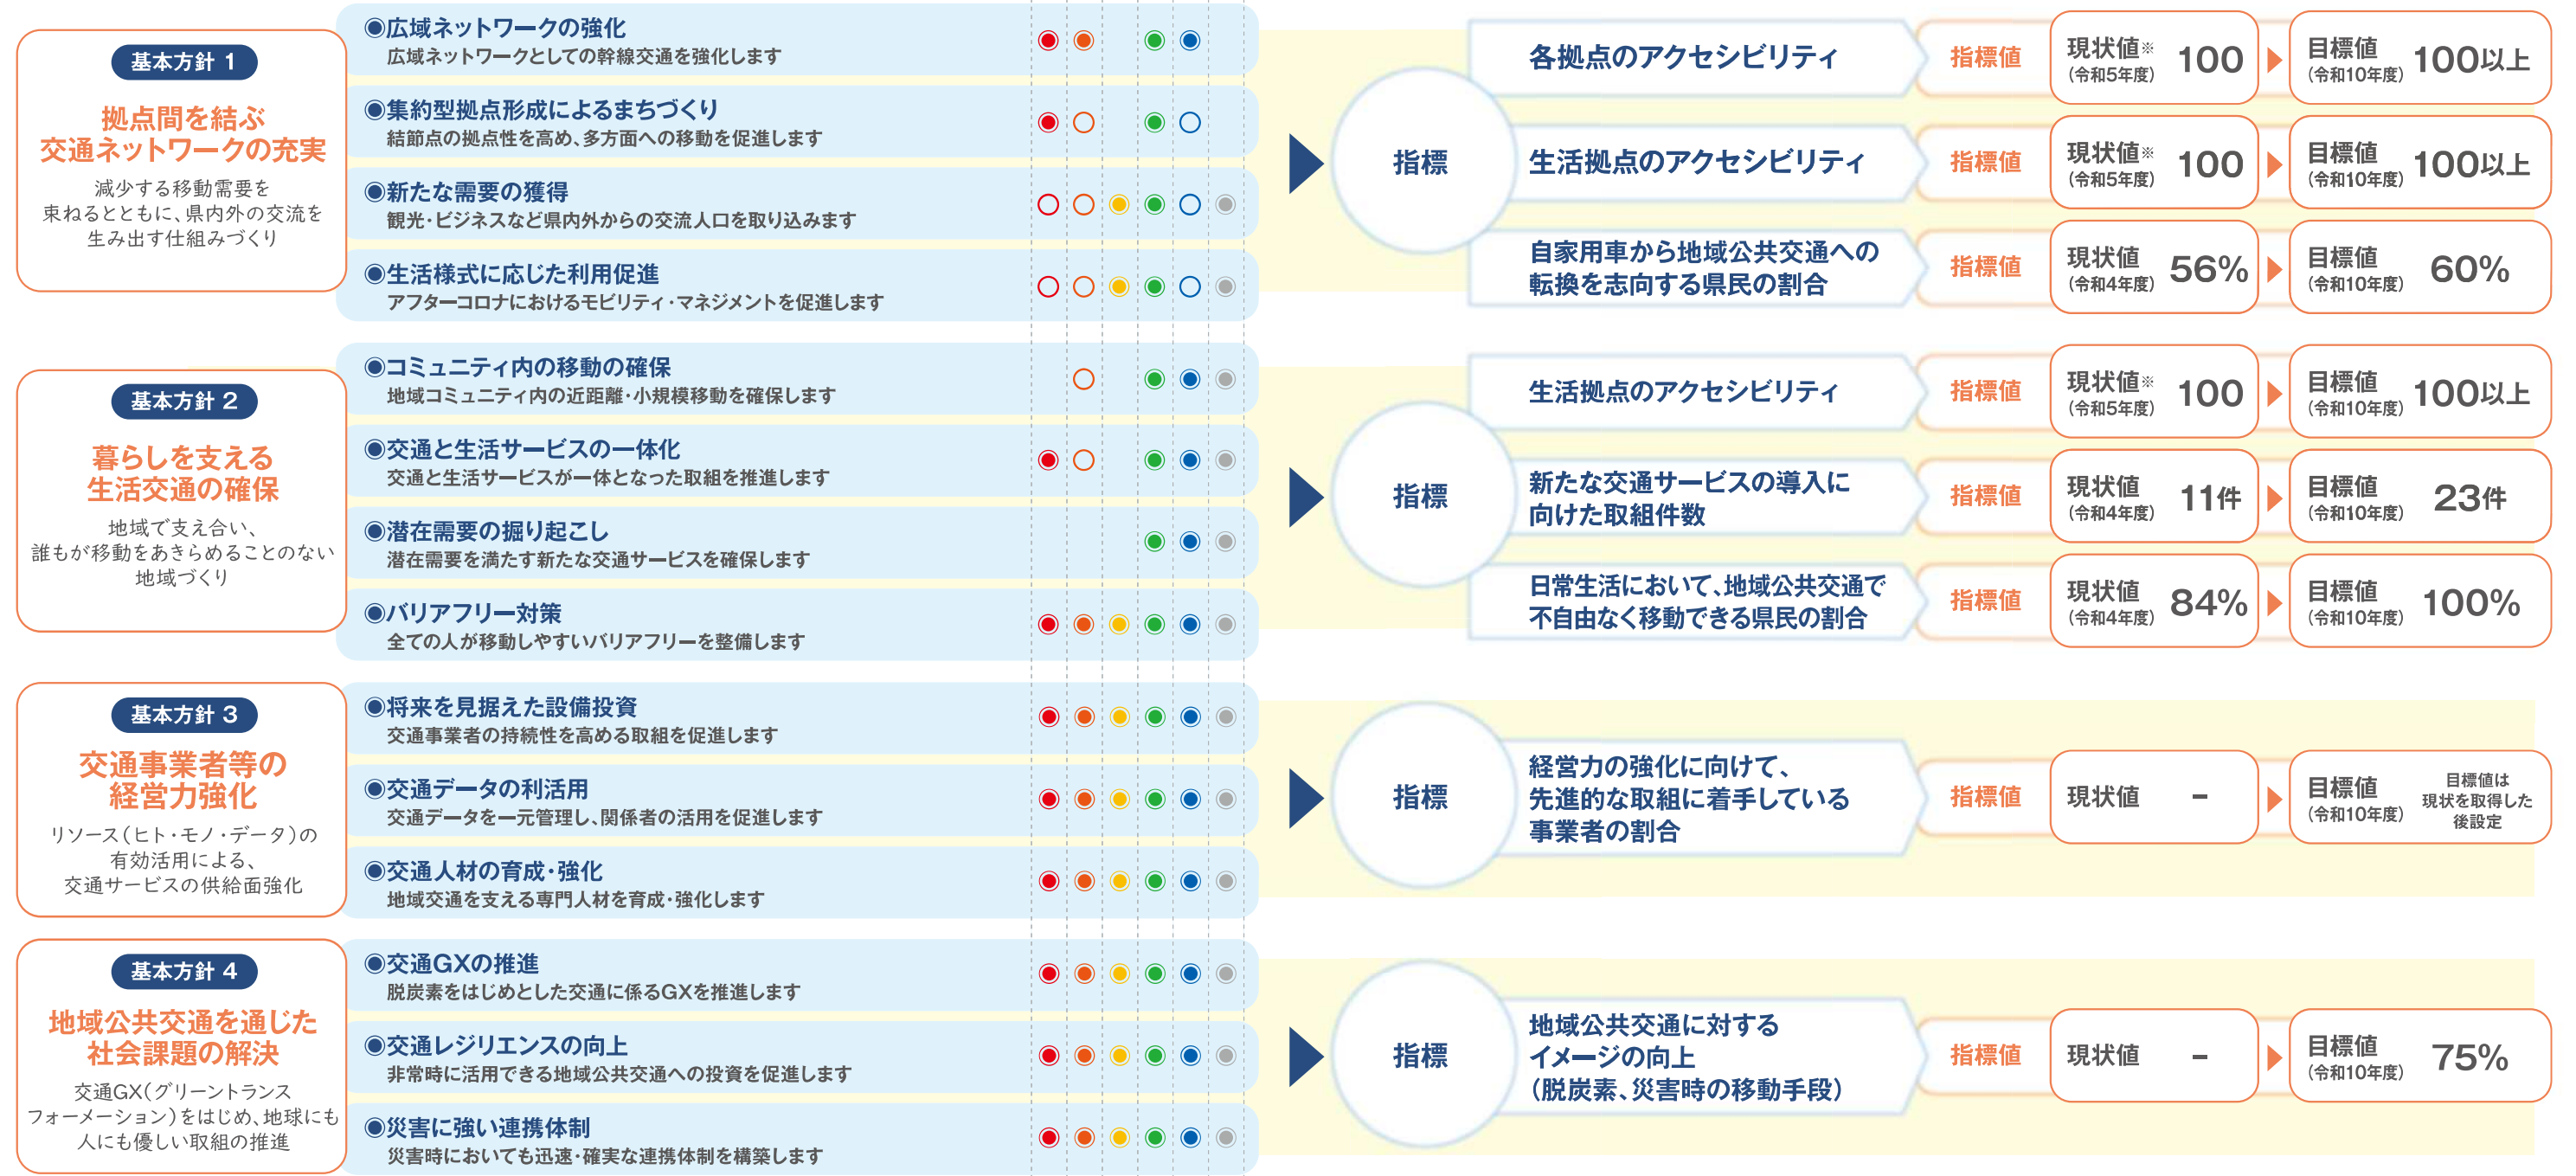 基本方針 1
拠点間を結ぶ
交通ネットワークの充実
減少する移動需要を
束ねるとともに、県内外の交流を
生み出す仕組みづくり
◉広域ネットワークの強化
広域ネットワークとしての幹線交通を強化します
◉集約型拠点形成によるまちづくり
結節点の拠点性を高め、多方面への移動を促進します
◉新たな需要の獲得
観光・ビジネスなど県内外からの交流人口を取り込みます
◉生活様式に応じた利用促進
アフターコロナにおけるモビリティ・マネジメントを促進します
指標
各拠点のアクセシビリティ
指標値
現状値※
(令和5年度)
100
目標値
(令和10年度)
100以上
生活拠点のアクセシビリティ
指標値
現状値※
(令和5年度)
100
目標値
(令和10年度)
100以上
自家用車から地域公共交通への
転換を志向する県民の割合
指標値
現状値
(令和4年度)
56%
目標値
(令和10年度)
60%
基本方針 2
暮らしを支える
生活交通の確保
地域で支え合い、
誰もが移動をあきらめることのない
地域づくり
◉コミュニティ内の移動の確保
地域コミュニティ内の近距離・小規模移動を確保します
◉交通と生活サービスの一体化
交通と生活サービスが一体となった取組を推進します
◉潜在需要の掘り起こし
潜在需要を満たす新たな交通サービスを確保します
◉バリアフリー対策
全ての人が移動しやすいバリアフリーを整備します
指標
生活拠点のアクセシビリティ
指標値
現状値※
(令和5年度)
100
目標値
(令和10年度)
100以上
新たな交通サービスの導入に
向けた取組件数
指標値
現状値
(令和4年度)
11件
目標値
(令和10年度)
23件
日常生活において、地域公共交通で
不自由なく移動できる県民の割合
指標値
現状値
(令和4年度)
84%
目標値
(令和10年度)
100%
基本方針 3
交通事業者等の
経営力強化
リソース(ヒト・モノ・データ)の
有効活用による、
交通サービスの供給面強化
◉将来を見据えた設備投資
交通事業者の持続性を高める取組を促進します
◉交通データの利活用
交通データを一元管理し、関係者の活用を促進します
◉交通人材の育成・強化
地域交通を支える専門人材を育成・強化します
指標
経営力の強化に向けて、
先進的な取組に着手している
事業者の割合
指標値
現状値
-
目標値
(令和10年度)
目標値は
現状を取得した
後設定
基本方針 4
地域公共交通を通じた
社会課題の解決
交通GX(グリーントランス
フォーメーション)をはじめ、地球にも
人にも優しい取組の推進
◉交通GXの推進
脱炭素をはじめとした交通に係るGXを推進します
◉交通レジリエンスの向上
非常時に活用できる地域公共交通への投資を促進します
◉災害に強い連携体制
災害時においても迅速・確実な連携体制を構築します
指標
地域公共交通に対する
イメージの向上
(脱炭素、災害時の移動手段)
指標値
現状値
-
目標値
(令和10年度)
75%